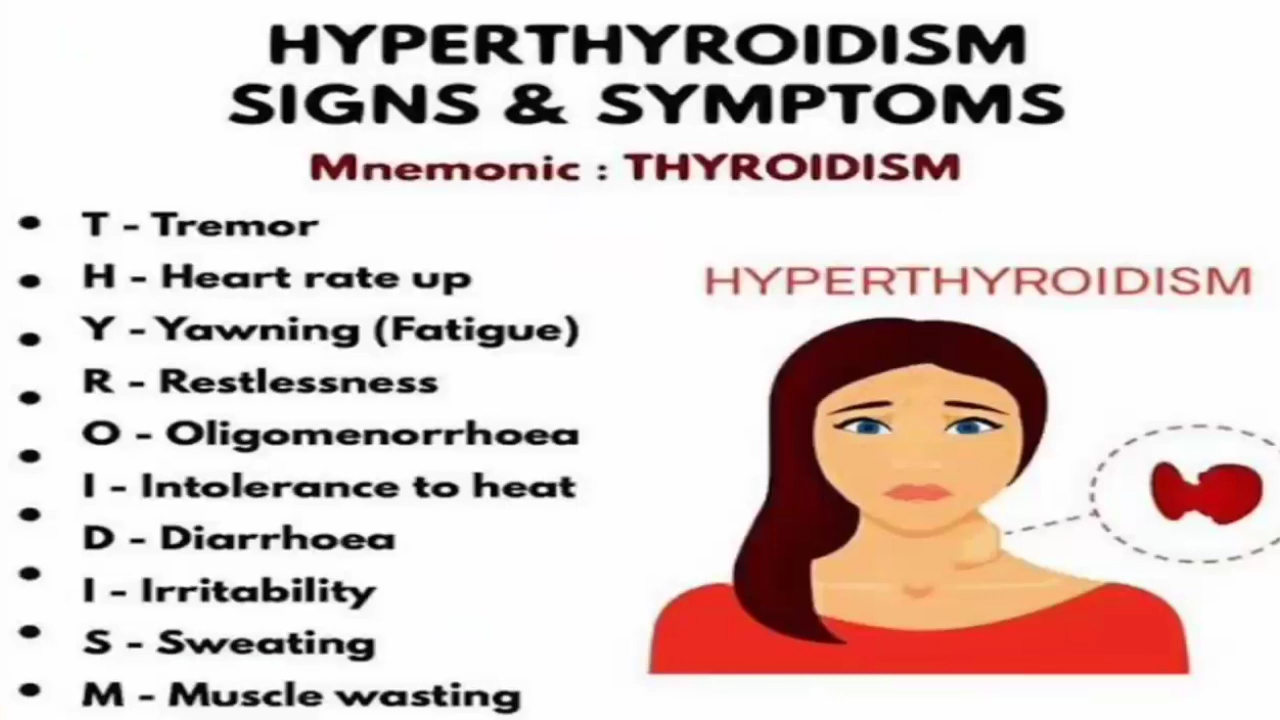 HYPERTHYROIDISM
SIGNS & SYMPTOMS
Mnemonic : THYROIDISM
• T - Tremor
• H - Heart rate up
• Y - Yawning (Fatigue)
• R - Restlessness
• O - Oligomenorrhoea
• I - Intolerance to heat
• D - Diarrhoea
• I - Irritability
• S - Sweating
M - Muscle wasting
HYPERTHYROIDISM